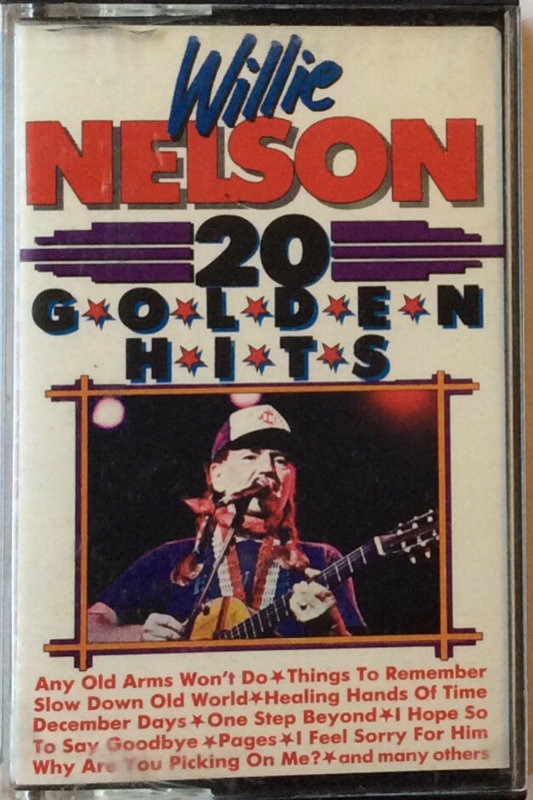 Willie
NELSON
20
G★O★L★D★E★N
H★I★T★S
Any Old Arms Won't Do★Things To Remember
Slow Down Old World★Healing Hands Of Time
December Days★One Step Beyond★I Hope So
To Say Goodbye★Pages★I Feel Sorry For Him
Why Are You Picking On Me?★and many others